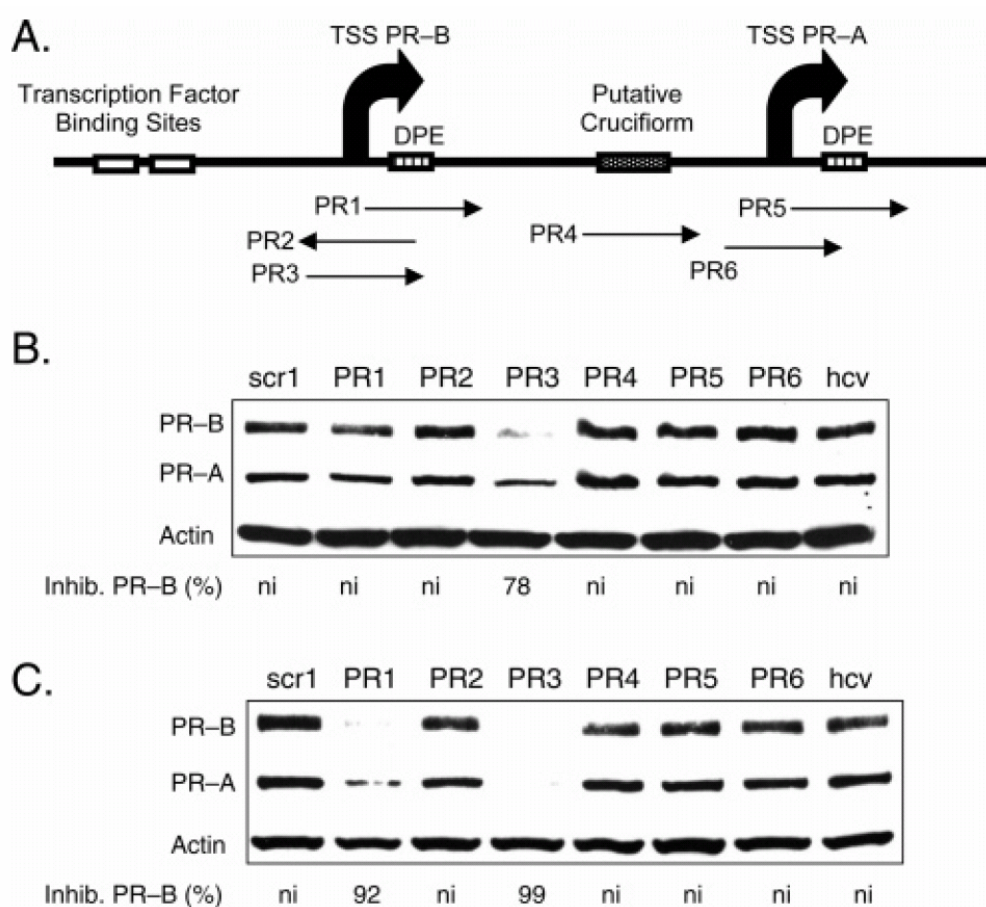 A.
TSS PR–B
TSS PR–A
Transcription Factor
Binding Sites
Putative
Crucifiorm
DPE
DPE
PR1
PR5
PR2
PR4
PR3
PR6
B.
scr1 PR1 PR2 PR3 PR4 PR5 PR6 hcv
PR–B
PR–A
Actin
Inhib. PR–B (%) ni ni ni 78 ni ni ni ni
C.
scr1 PR1 PR2 PR3 PR4 PR5 PR6 hcv
PR–B
PR–A
Actin
Inhib. PR–B (%) ni 92 ni 99 ni ni ni ni